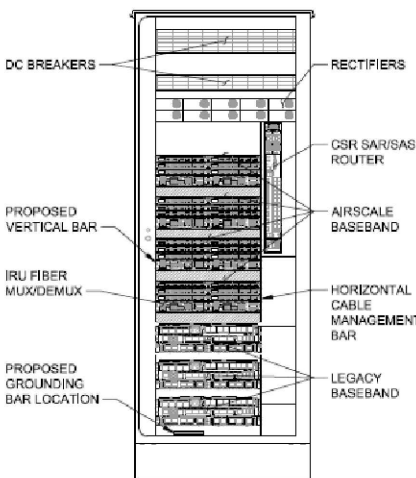 DC BREAKERS
RECTIFIERS
CSR SAR/SAS
ROUTER
PROPOSED
VERTICAL BAR
AIRSCALE
BASEBAND
IRU FIBER
MUX/DEMUX
HORIZONTAL
CABLE
MANAGEMENT
BAR
PROPOSED
GROUNDING
BAR LOCATION
LEGACY
BASEBAND